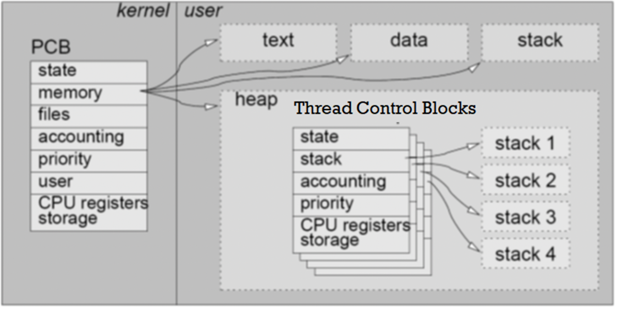 kernel
user
PCB
state
memory
files
accounting
priority
user
CPU registers
storage
text
data
stack
heap
Thread Control Blocks
state
stack
accounting
priority
CPU registers
storage
stack 1
stack 2
stack 3
stack 4